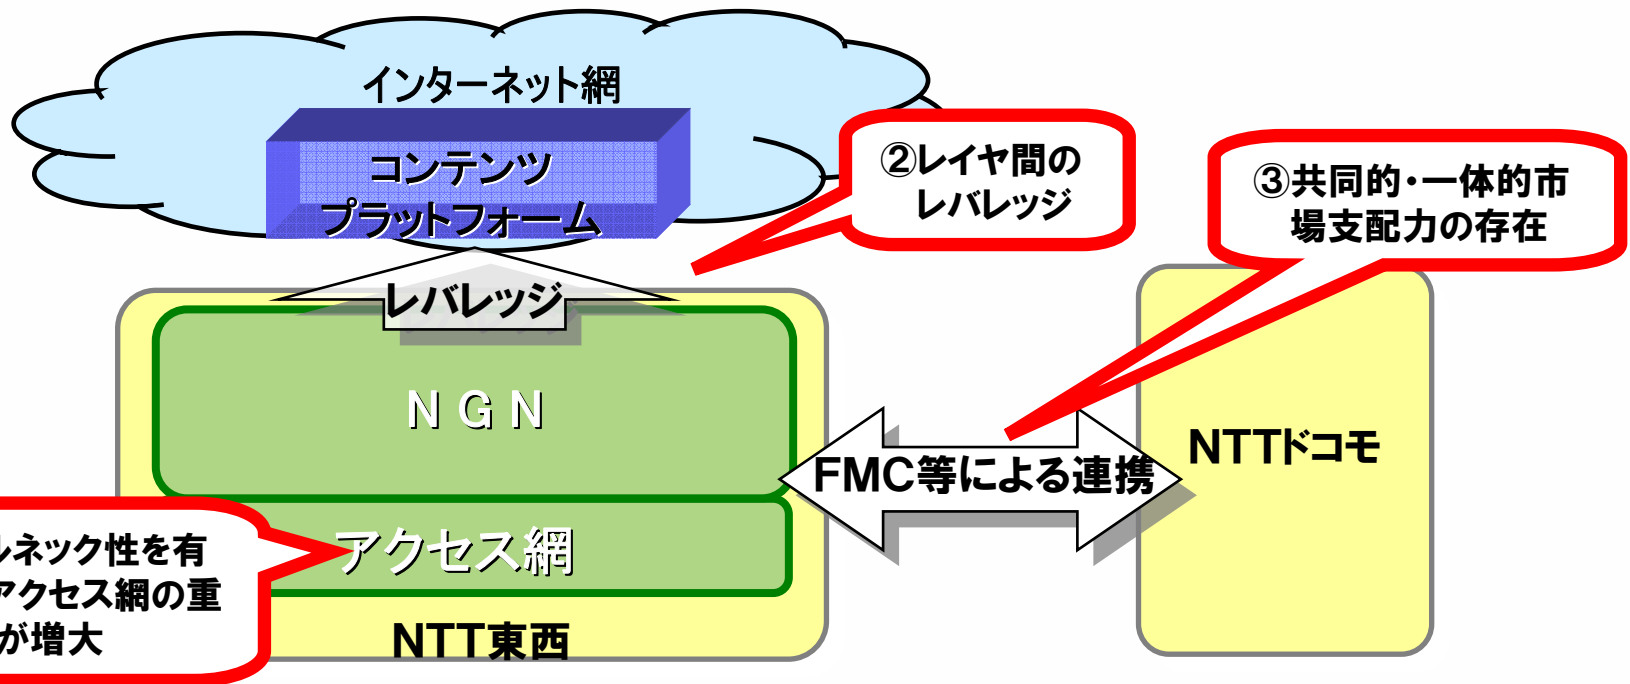 インターネット網
コンテンツ
プラットフォーム
②レイヤ間の
レバレッジ
③共同的・一体的市
場支配力の存在
レバレッジ
NGN
FMC等による連携
NTTドコモ
アクセス網
ルネック性を有
アクセス網の重
が増大
NTT東西